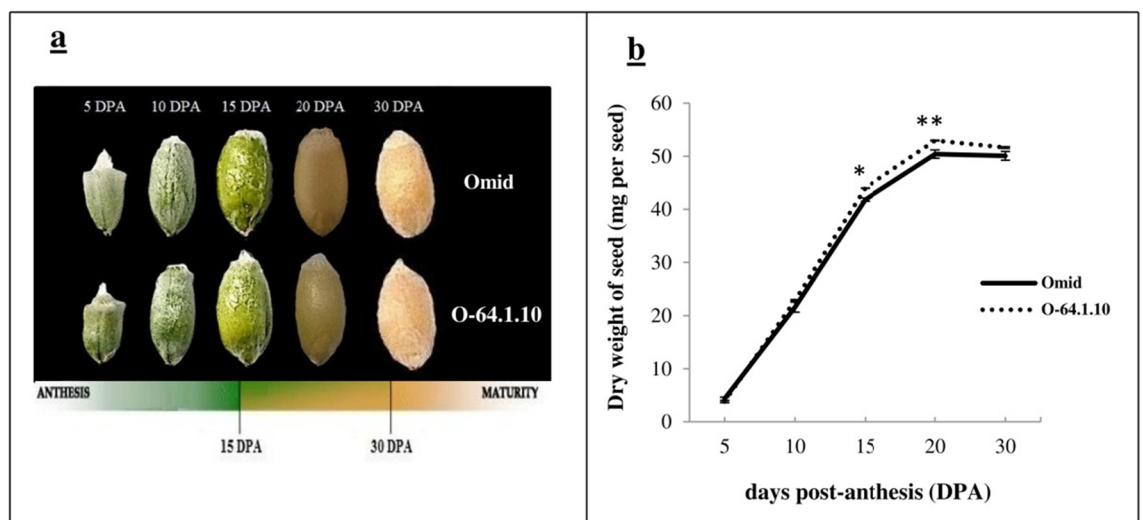 a
5 DPA 10 DPA 15 DPA 20 DPA 30 DPA
Omid
O-64.1.10
ANTHESIS MATURITY
15 DPA 30 DPA
b
Dry weight of seed (mg per seed)
60
50
40
30
20
10
0
*
**
Omid
O-64.1.10
5 10 15 20 30
days post-anthesis (DPA)